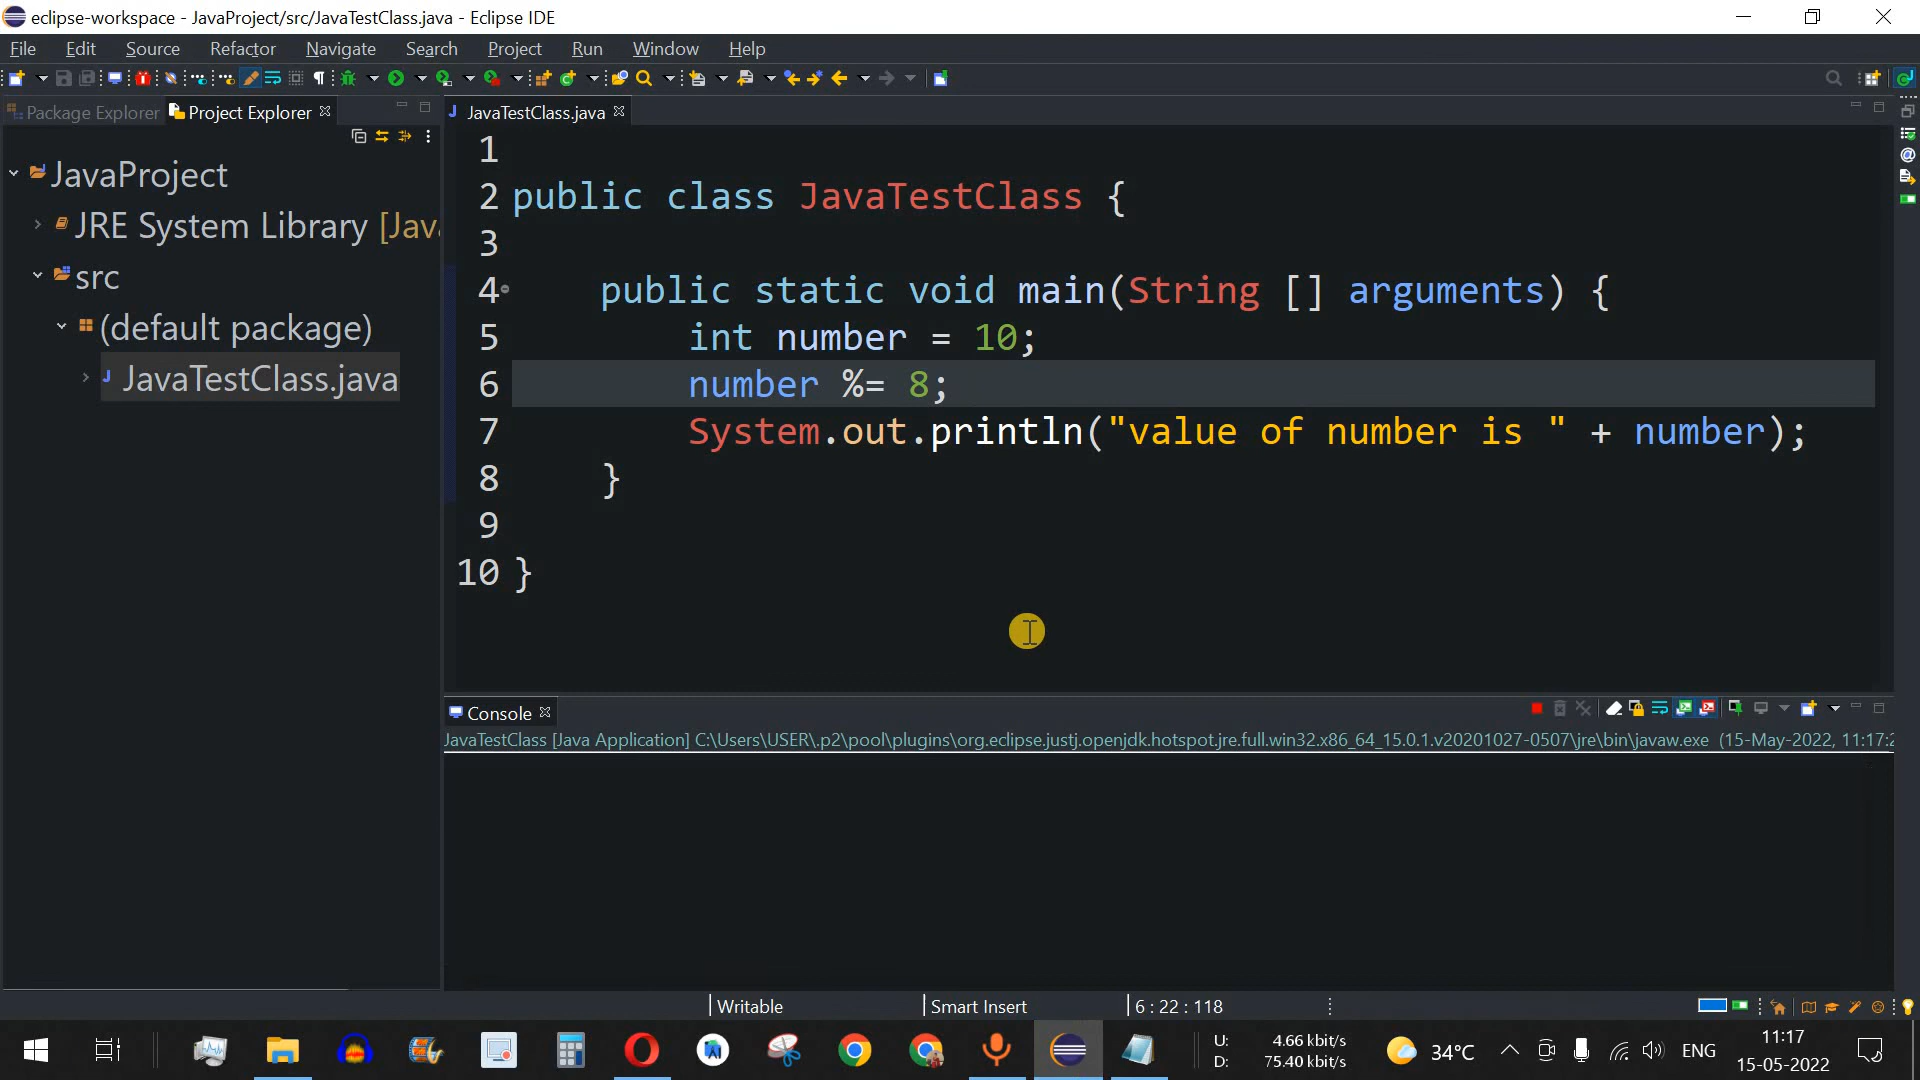 eclipse-workspace - JavaProject/src/JavaTestClass.java - Eclipse IDE
File Edit Source Refactor Navigate Search Project Run Window Help
Package Explorer Project Explorer
JavaTestClass.java
JavaProject
JRE System Library [Jav
src
(default package)
JavaTestClass.java
1
2 public class JavaTestClass {
3
4 public static void main(String [] arguments) {
5 int number = 10;
6 number %= 8;
7 System.out.println("value of number is " + number);
8 }
9
10 }
Console
JavaTestClass [Java Application] C:\Users\USER\.p2\pool\plugins\org.eclipse.justj.openjdk.hotspot.jre.full.win32.x86_64_15.0.1.v20201027-0507\jre\bin\javaw.exe (15-May-2022, 11:17:2
Writable Smart Insert 6 : 22 : 118
U: 4.66 kbit/s
D: 75.40 kbit/s
34°C
ENG
11:17
15-05-2022